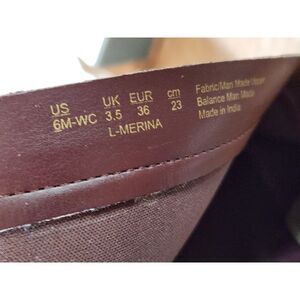 US UK EUR cm
6M-WC 3.5 36 23
L-MERINA
Fabric/Man Made Upper
Balance Man Made
Made in India